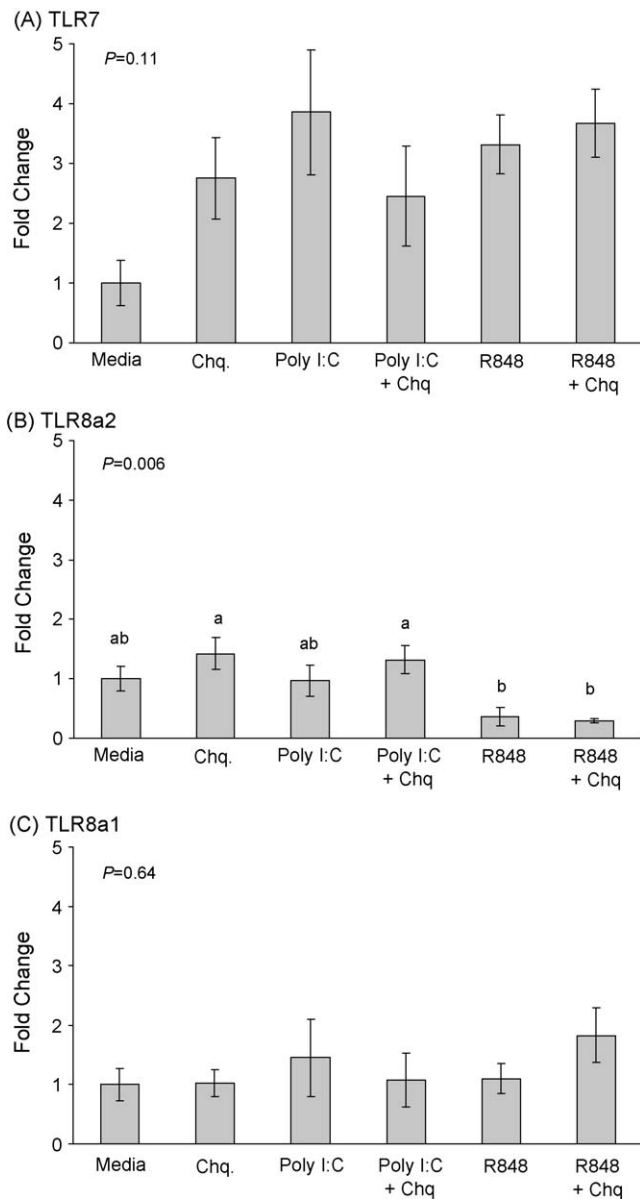 (A) TLR7
5
P=0.11
4
3
2
1
0
Fold Change
Media Chq. Poly I:C Poly I:C + Chq R848 R848 + Chq
(B) TLR8a2
5
P=0.006
4
3
2
1
0
Fold Change
ab a ab a b b
Media Chq. Poly I:C Poly I:C + Chq R848 R848 + Chq
(C) TLR8a1
5
P=0.64
4
3
2
1
0
Fold Change
Media Chq. Poly I:C Poly I:C + Chq R848 R848 + Chq